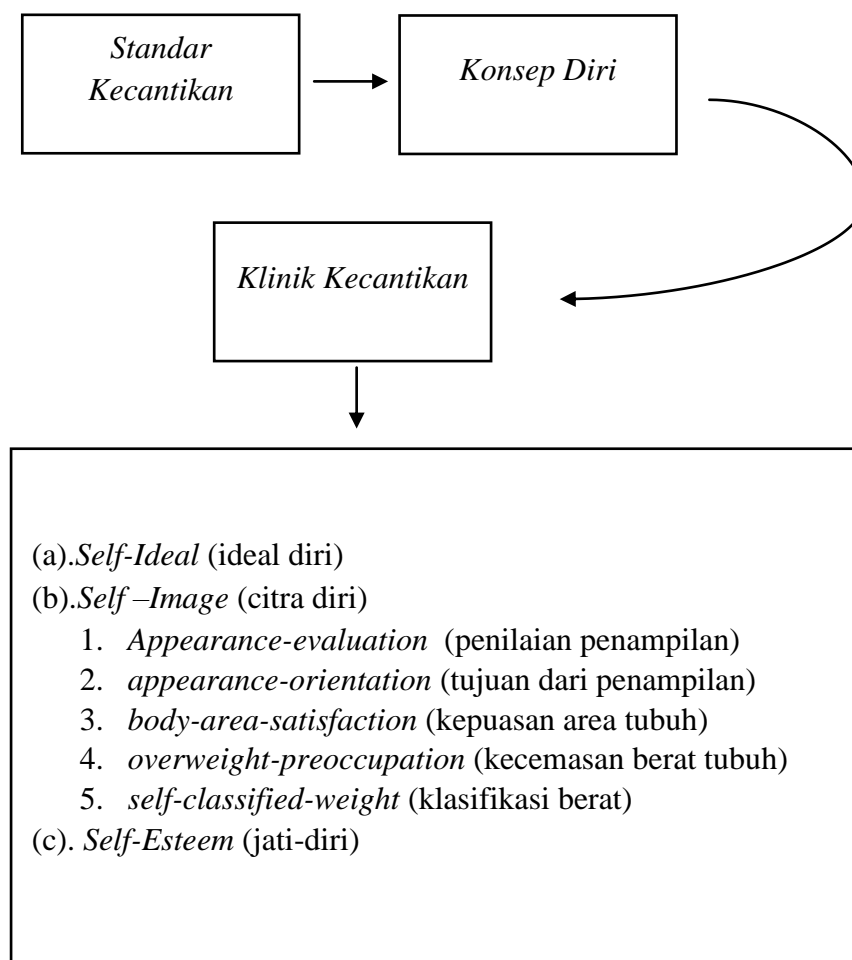 Standar
Kecantikan
Konsep Diri
Klinik Kecantikan
(a).Self-Ideal (ideal diri)
(b).Self –Image (citra diri)
1. Appearance-evaluation (penilaian penampilan)
2. appearance-orientation (tujuan dari penampilan)
3. body-area-satisfaction (kepuasan area tubuh)
4. overweight-preoccupation (kecemasan berat tubuh)
5. self-classified-weight (klasifikasi berat)
(c). Self-Esteem (jati-diri)